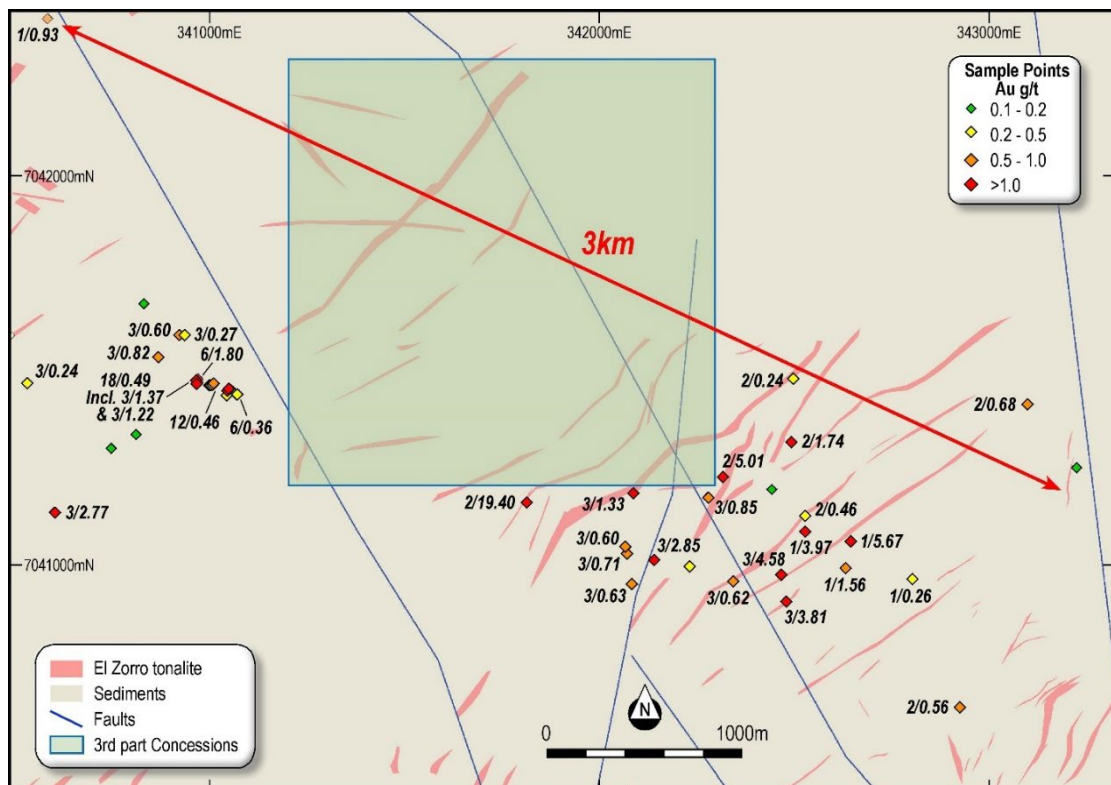 341000mE
342000mE
343000mE
1/0.93
Sample Points
Au g/t
0.1 - 0.2
0.2 - 0.5
0.5 - 1.0
>1.0
7042000mN
3km
3/0.60
3/0.27
3/0.82
6/1.80
3/0.24
18/0.49
Incl. 3/1.37
& 3/1.22
12/0.46
6/0.36
2/0.24
2/0.68
2/1.74
2/5.01
2/19.40
3/1.33
3/0.85
3/2.77
2/0.46
3/0.60
3/2.85
1/3.97
1/5.67
3/0.71
7041000mN
3/4.58
3/0.63
3/0.62
1/1.56
1/0.26
3/3.81
El Zorro tonalite
Sediments
Faults
3rd part Concessions
N
0
1000m
2/0.56